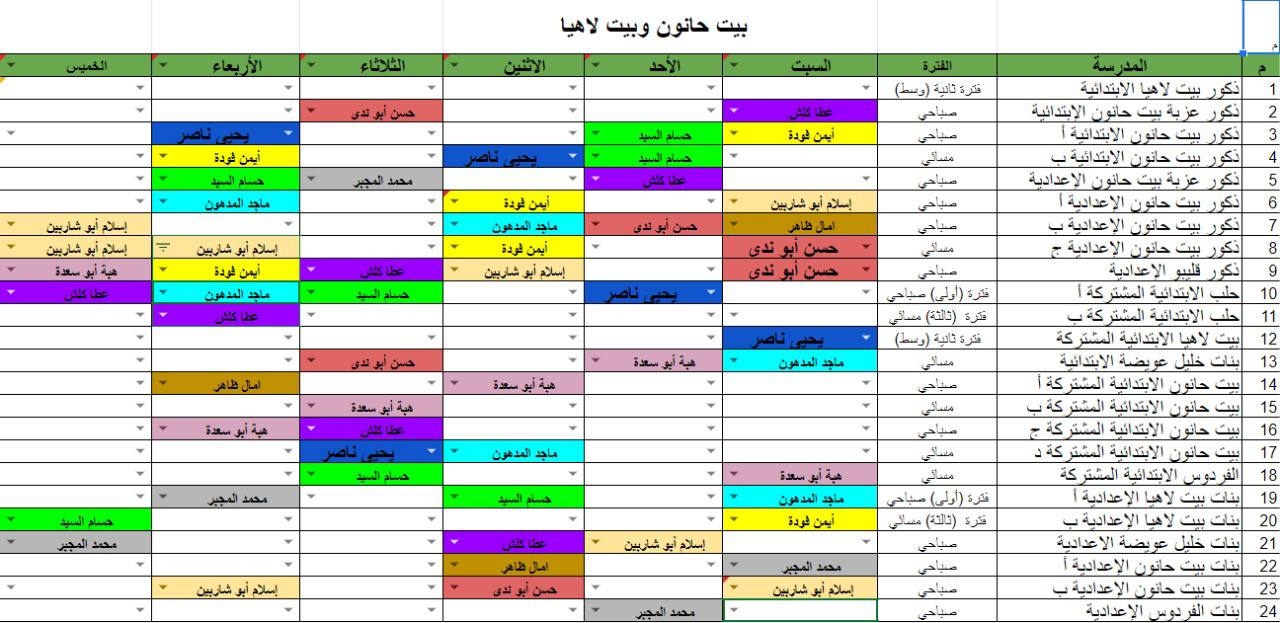 بيت حانون وبيت لاهيا
م
م المدرسة الفترة السبت الأحد الاثنين الثلاثاء الأربعاء الخميس
1 ذكور بيت لاهيا الابتدائية فترة ثانية (وسط)
2 ذكور عزبة بيت حانون الإبتدائية صباحي عطا كلش حسن أبو ندى
3 ذكور بيت حانون الابتدائية أ صباحي أيمن فودة حسام السيد يحيى ناصر
4 ذكور بيت حانون الابتدائية ب مسائي حسام السيد يحيى ناصر أيمن فودة
5 ذكور عزبة بيت حانون الإعدادية صباحي عطا كلش محمد المجبر حسام السيد
6 ذكور بيت حانون الإعدادية أ صباحي إسلام أبو شاربين أيمن فودة ماجد المدهون
7 ذكور بيت حانون الإعدادية ب صباحي امال ظاهر حسن أبو ندى ماجد المدهون إسلام أبو شاربين
8 ذكور بيت حانون الإعدادية ج مسائي حسن أبو ندى أيمن فودة إسلام أبو شاربين إسلام أبو شاربين
9 ذكور قليبو الإعدادية صباحي حسن أبو ندى إسلام أبو شاربين عطا كلش أيمن فودة هبة أبو سعدة
10 حلب الابتدائية المشتركة أ فترة (أولى) صباحي يحيى ناصر حسام السيد ماجد المدهون عطا كلش
11 حلب الابتدائية المشتركة ب فترة (ثالثة) مسائي عطا كلش
12 بيت لاهيا الابتدائية المشتركة فترة ثانية (وسط) يحيى ناصر
13 بنات خليل عويضة الابتدائية مسائي ماجد المدهون هبة أبو سعدة حسن أبو ندى
14 بيت حانون الابتدائية المشتركة أ صباحي هبة أبو سعدة امال ظاهر
15 بيت حانون الابتدائية المشتركة ب مسائي هبة أبو سعدة
16 بيت حانون الابتدائية المشتركة ج صباحي عطا كلش هبة أبو سعدة
17 بيت حانون الابتدائية المشتركة د مسائي ماجد المدهون يحيى ناصر
18 الفردوس الابتدائية المشتركة مسائي هبة أبو سعدة حسام السيد
19 بنات بيت لاهيا الإعدادية أ فترة (أولى) صباحي ماجد المدهون حسام السيد محمد المجبر
20 بنات بيت لاهيا الإعدادية ب فترة (ثالثة) مسائي أيمن فودة حسام السيد
21 بنات خليل عويضة الاعدادية صباحي إسلام أبو شاربين عطا كلش محمد المجبر
22 بنات بيت حانون الإعدادية أ صباحي محمد المجبر امال ظاهر
23 بنات بيت حانون الإعدادية ب صباحي إسلام أبو شاربين حسن أبو ندى إسلام أبو شاربين
24 بنات الفردوس الإعدادية صباحي محمد المجبر